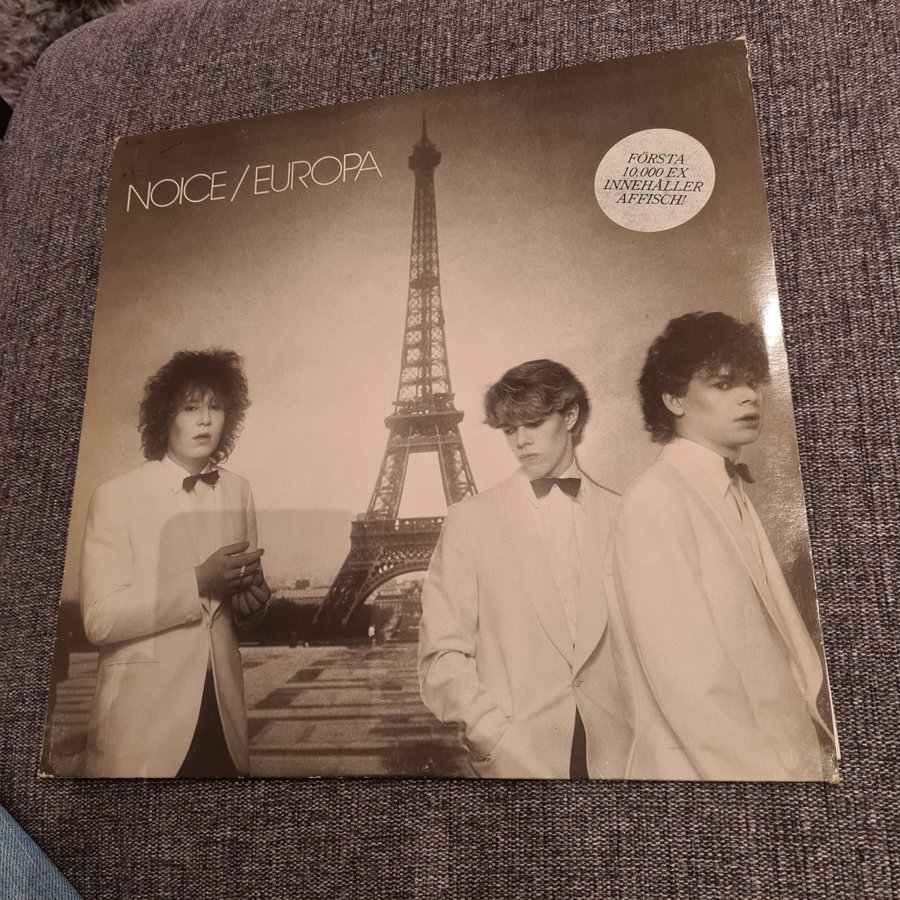 NOICE/EUROPA
FÖRSTA
10.000 EX
INNEHÅLLER
AFFISCH!